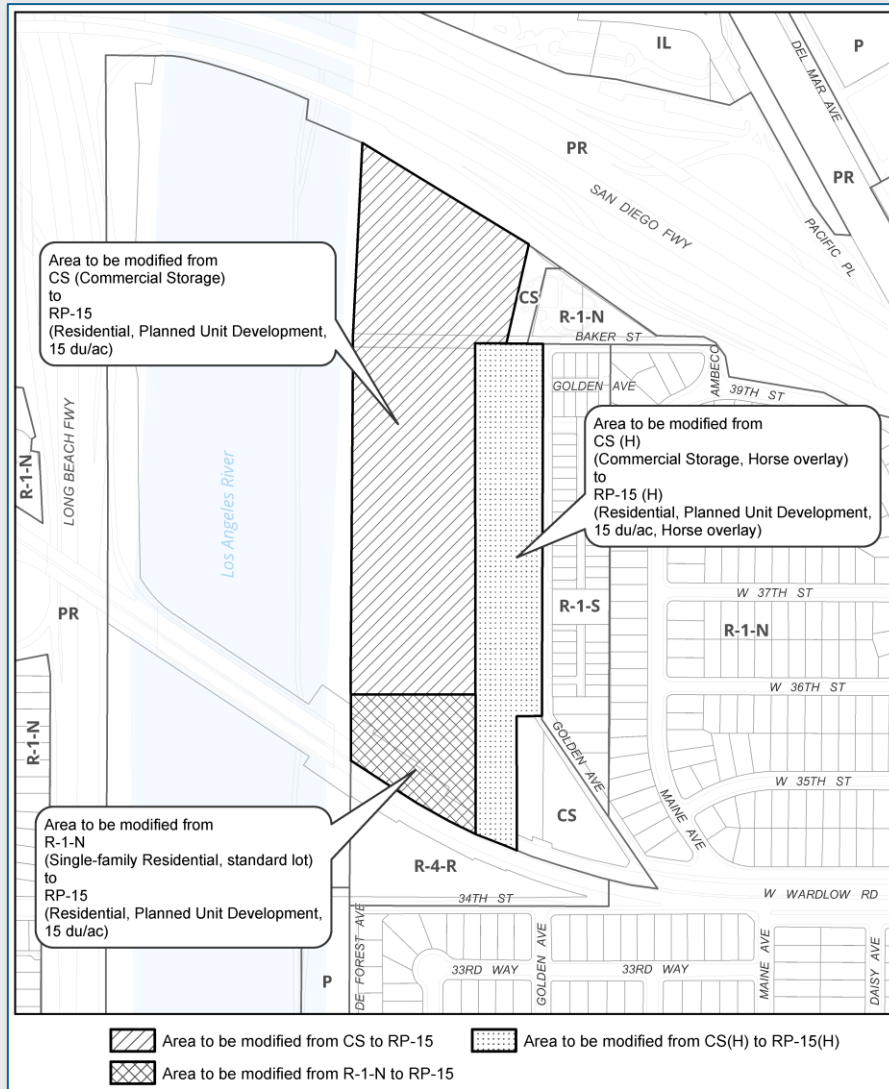 IL
P
DEL MAR AVE
PR
PR
SAN DIEGO FWY
PACIFIC PL
Area to be modified from
CS (Commercial Storage)
to
RP-15
(Residential, Planned Unit Development,
15 du/ac)
CS
R-1-N
BAKER ST
AMBECO
39TH ST
GOLDEN AVE
Area to be modified from
CS (H)
(Commercial Storage, Horse overlay)
to
RP-15 (H)
(Residential, Planned Unit Development,
15 du/ac, Horse overlay)
R-1-N
LONG BEACH FWY
Los Angeles River
PR
W 37TH ST
R-1-S
R-1-N
W 36TH ST
R-1-N
GOLDEN AVE
W 35TH ST
MAINE AVE
CS
Area to be modified from
R-1-N
(Single-family Residential, standard lot)
to
RP-15
(Residential, Planned Unit Development,
15 du/ac)
R-4-R
34TH ST
W WARDLOW RD
DE FOREST AVE
P
33RD WAY
GOLDEN AVE
33RD WAY
MAINE AVE
DAISY AVE
Area to be modified from CS to RP-15
Area to be modified from CS(H) to RP-15(H)
Area to be modified from R-1-N to RP-15